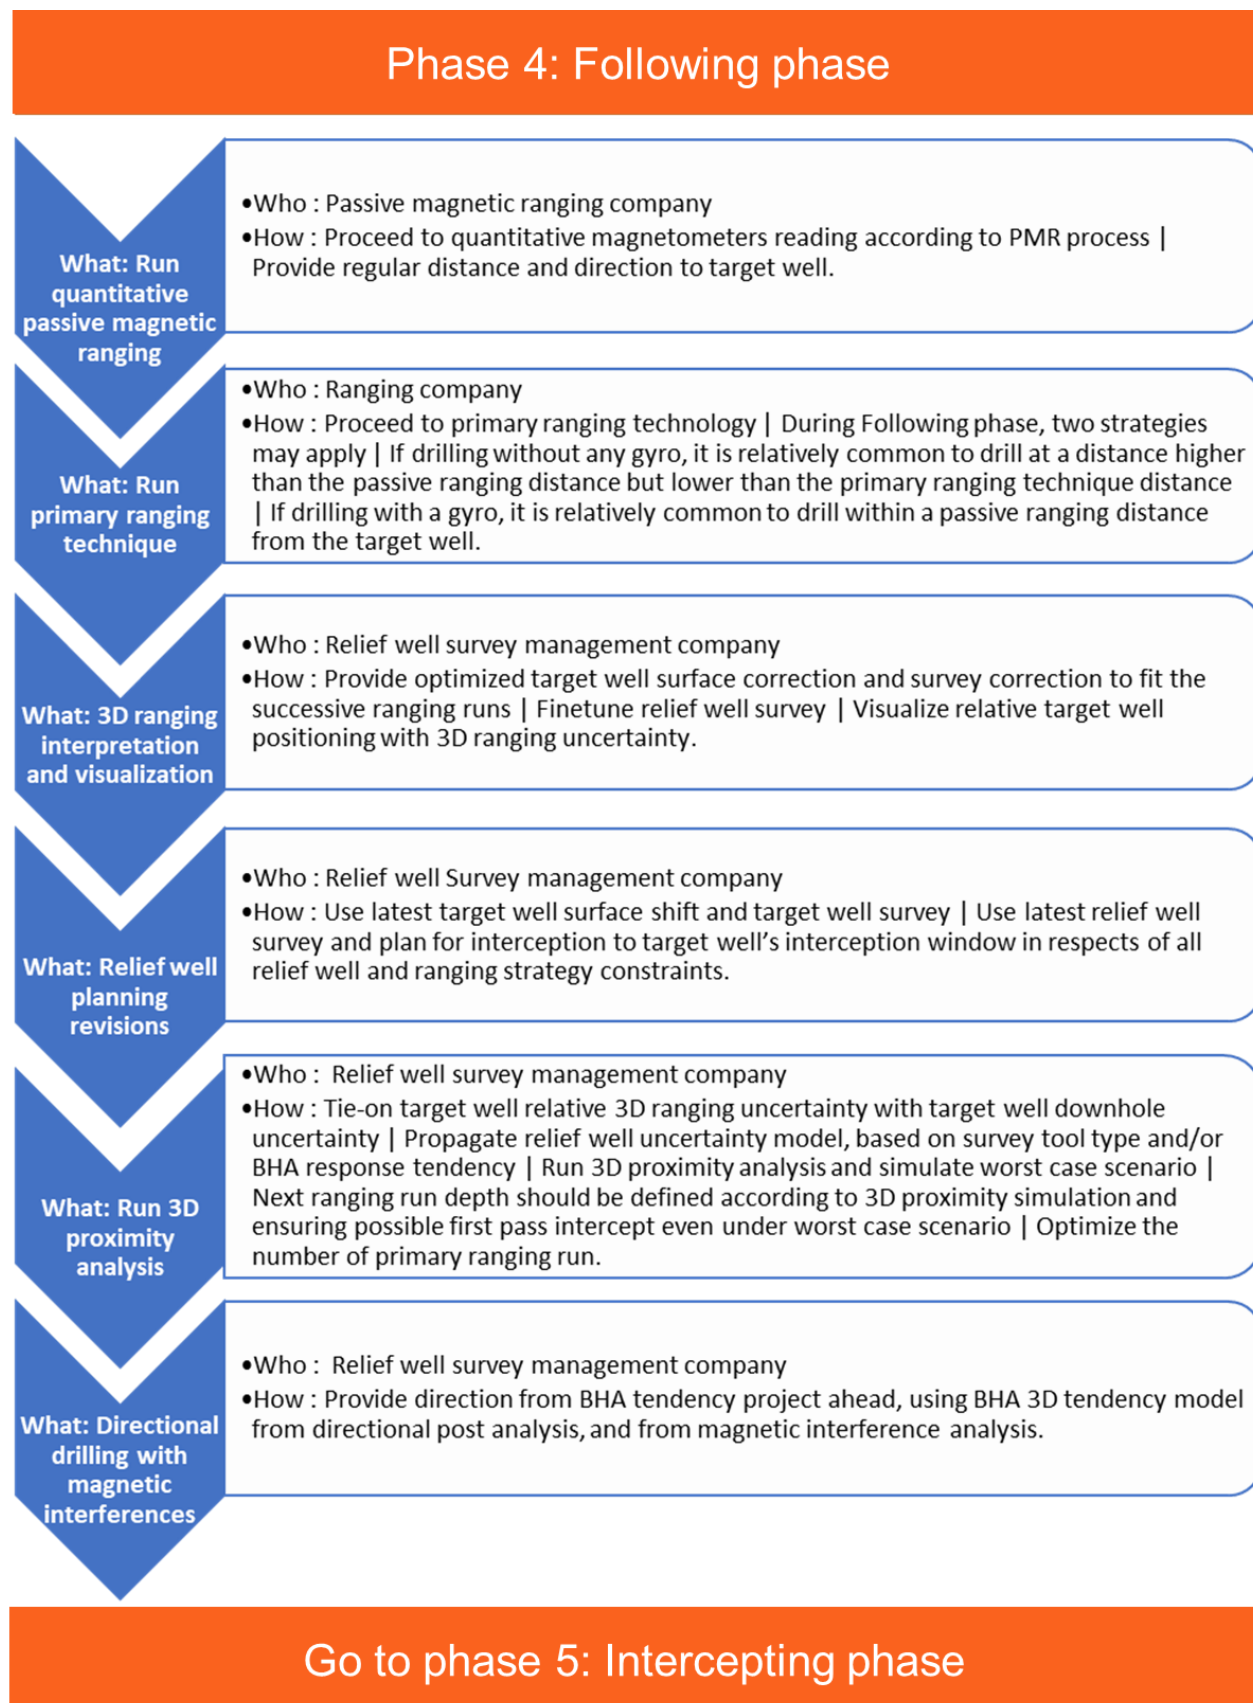 Phase 4: Following phase
What: Run
quantitative
passive magnetic
ranging
•Who : Passive magnetic ranging company
•How : Proceed to quantitative magnetometers reading according to PMR process |
Provide regular distance and direction to target well.
What: Run
primary ranging
technique
•Who : Ranging company
•How : Proceed to primary ranging technology | During Following phase, two strategies
may apply | If drilling without any gyro, it is relatively common to drill at a distance higher
than the passive ranging distance but lower than the primary ranging technique distance
| If drilling with a gyro, it is relatively common to drill within a passive ranging distance
from the target well.
What: 3D ranging
interpretation
and visualization
•Who : Relief well survey management company
•How : Provide optimized target well surface correction and survey correction to fit the
successive ranging runs | Finetune relief well survey | Visualize relative target well
positioning with 3D ranging uncertainty.
What: Relief well
planning
revisions
•Who : Relief well Survey management company
•How : Use latest target well surface shift and target well survey | Use latest relief well
survey and plan for interception to target well’s interception window in respects of all
relief well and ranging strategy constraints.
What: Run 3D
proximity
analysis
•Who :  Relief well survey management company
•How : Tie-on target well relative 3D ranging uncertainty with target well downhole
uncertainty | Propagate relief well uncertainty model, based on survey tool type and/or
BHA response tendency | Run 3D proximity analysis and simulate worst case scenario |
Next ranging run depth should be defined according to 3D proximity simulation and
ensuring possible first pass intercept even under worst case scenario | Optimize the
number of primary ranging run.
What: Directional
drilling with
magnetic
interferences
•Who :  Relief well survey management company
•How : Provide direction from BHA tendency project ahead, using BHA 3D tendency model
from directional post analysis, and from magnetic interference analysis.
Go to phase 5: Intercepting phase